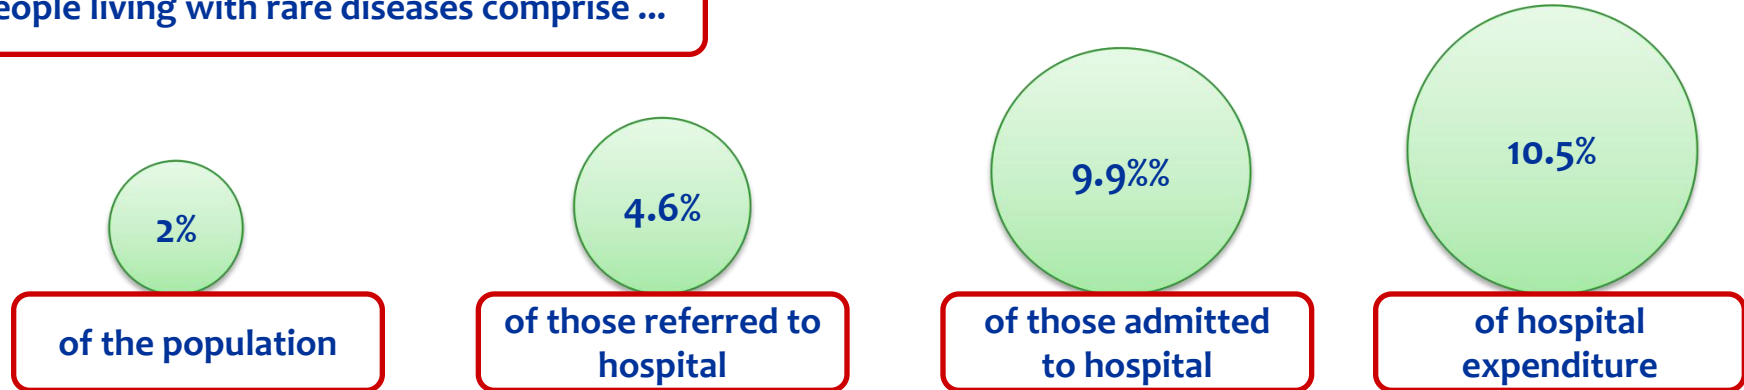 eople living with rare diseases comprise ...
2%
4.6%
9.9%%
10.5%
of the population
of those referred to
hospital
of those admitted
to hospital
of hospital
expenditure